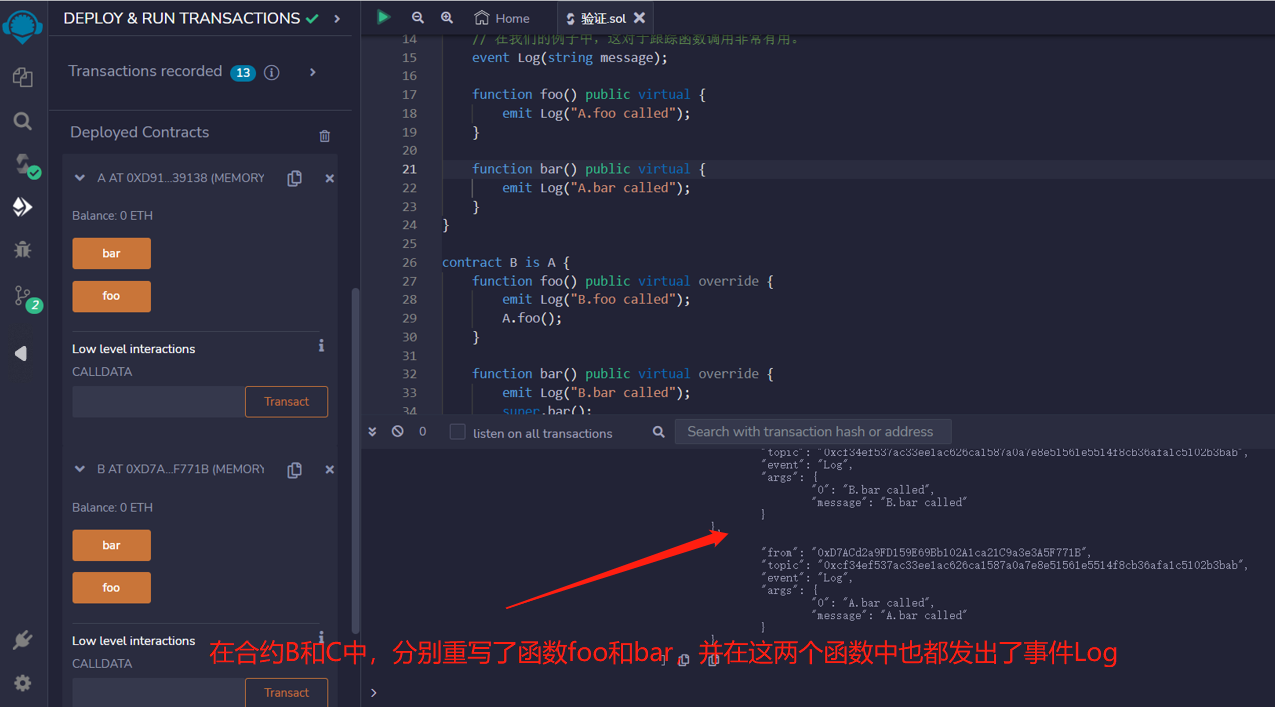 DEPLOY & RUN TRANSACTIONS
Transactions recorded 13
Deployed Contracts
A AT 0XD91...39138 (MEMORY
Balance: 0 ETH
bar
foo
Low level interactions
CALLDATA
Transact
B AT 0XD7A...F771B (MEMORY
Balance: 0 ETH
bar
foo
Low level interactions
CALLDATA
Transact
2
Home
验证.sol
14 // 在我们的例子中，这对于跟踪函数调用非常有用。
15 event Log(string message);
16
17 function foo() public virtual {
18 emit Log("A.foo called");
19 }
20
21 function bar() public virtual {
22 emit Log("A.bar called");
23 }
24 }
25
26 contract B is A {
27 function foo() public virtual override {
28 emit Log("B.foo called");
29 A.foo();
30 }
31
32 function bar() public virtual override {
33 emit Log("B.bar called");
34 super.bar();
0
listen on all transactions
Search with transaction hash or address
"topic": "0xcf34ef537ac33ee1ac626ca1587a0a7e8e51561e5514f8cb36afa1c5102b3bab",
"event": "Log",
"args": {
"0": "B.bar called",
"message": "B.bar called"
}
"from": "0xD7ACd2a9FD159E69Bb102A1ca21C9a3e3A5F771B",
"topic": "0xcf34ef537ac33ee1ac626ca1587a0a7e8e51561e5514f8cb36afa1c5102b3bab",
"event": "Log",
"args": {
"0": "A.bar called",
"message": "A.bar called"
}
]
>
在合约B和C中，分别重写了函数foo和bar，并在这两个函数中也都发出了事件Log